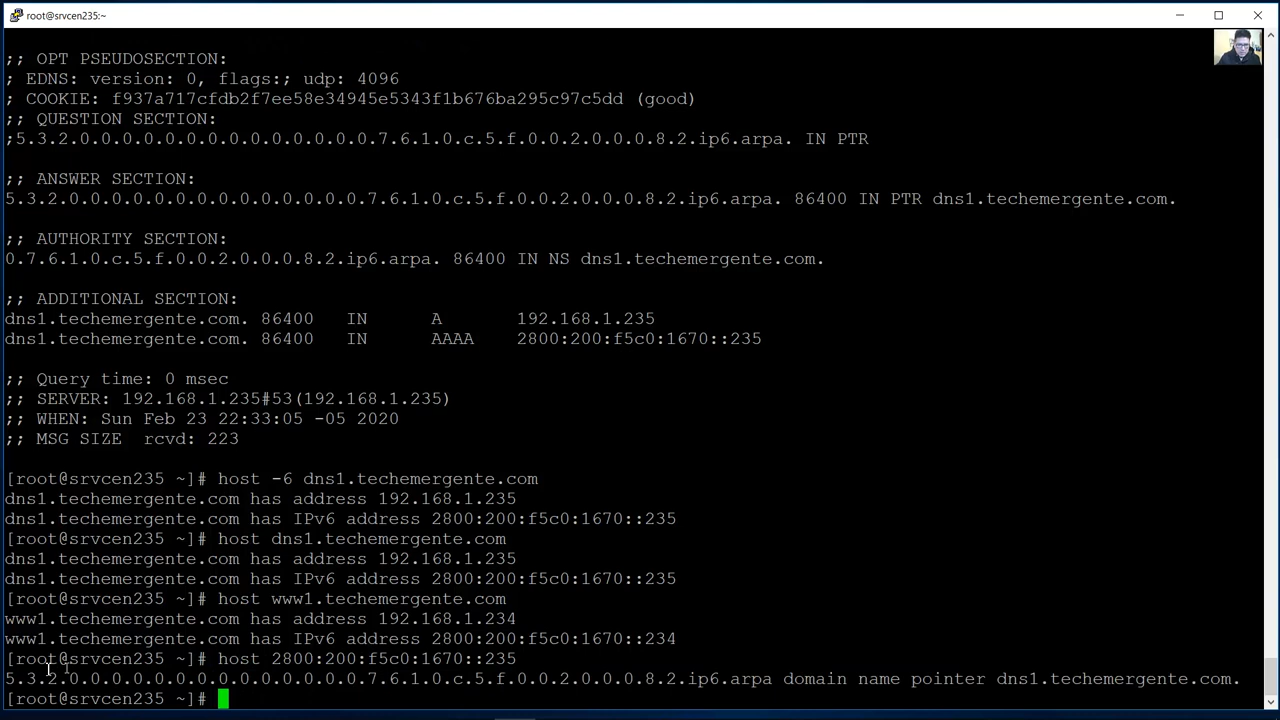 root@srvcen235:~
;; OPT PSEUDOSECTION:
; EDNS: version: 0, flags:; udp: 4096
; COOKIE: f937a717cfdb2f7ee58e34945e5343f1b676ba295c97c5dd (good)
;; QUESTION SECTION:
;5.3.2.0.0.0.0.0.0.0.0.0.0.0.0.0.0.7.6.1.0.c.5.f.0.0.2.0.0.0.8.2.ip6.arpa. IN PTR
;; ANSWER SECTION:
5.3.2.0.0.0.0.0.0.0.0.0.0.0.0.0.0.7.6.1.0.c.5.f.0.0.2.0.0.0.8.2.ip6.arpa. 86400 IN PTR dns1.techemergente.com.
;; AUTHORITY SECTION:
0.7.6.1.0.c.5.f.0.0.2.0.0.0.8.2.ip6.arpa. 86400 IN NS dns1.techemergente.com.
;; ADDITIONAL SECTION:
dns1.techemergente.com. 86400 IN A 192.168.1.235
dns1.techemergente.com. 86400 IN AAAA 2800:200:f5c0:1670::235
;; Query time: 0 msec
;; SERVER: 192.168.1.235#53(192.168.1.235)
;; WHEN: Sun Feb 23 22:33:05 -05 2020
;; MSG SIZE rcvd: 223
[root@srvcen235 ~]# host -6 dns1.techemergente.com
dns1.techemergente.com has address 192.168.1.235
dns1.techemergente.com has IPv6 address 2800:200:f5c0:1670::235
[root@srvcen235 ~]# host dns1.techemergente.com
dns1.techemergente.com has address 192.168.1.235
dns1.techemergente.com has IPv6 address 2800:200:f5c0:1670::235
[root@srvcen235 ~]# host www1.techemergente.com
www1.techemergente.com has address 192.168.1.234
www1.techemergente.com has IPv6 address 2800:200:f5c0:1670::234
[root@srvcen235 ~]# host 2800:200:f5c0:1670::235
5.3.2.0.0.0.0.0.0.0.0.0.0.0.0.0.0.7.6.1.0.c.5.f.0.0.2.0.0.0.8.2.ip6.arpa domain name pointer dns1.techemergente.com.
[root@srvcen235 ~]#